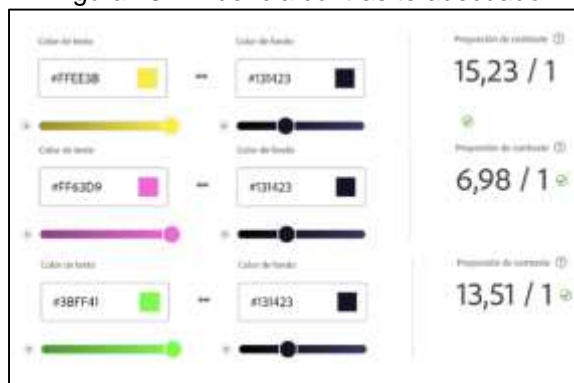 Color de texto
Color de fondo
Proporción de contraste
#FFEE3B
#131423
15,23 / 1
Color de texto
Color de fondo
Proporción de contraste
#FF63D9
#131423
6,98 / 1
Color de texto
Color de fondo
Proporción de contraste
#3BFF41
#131423
13,51 / 1